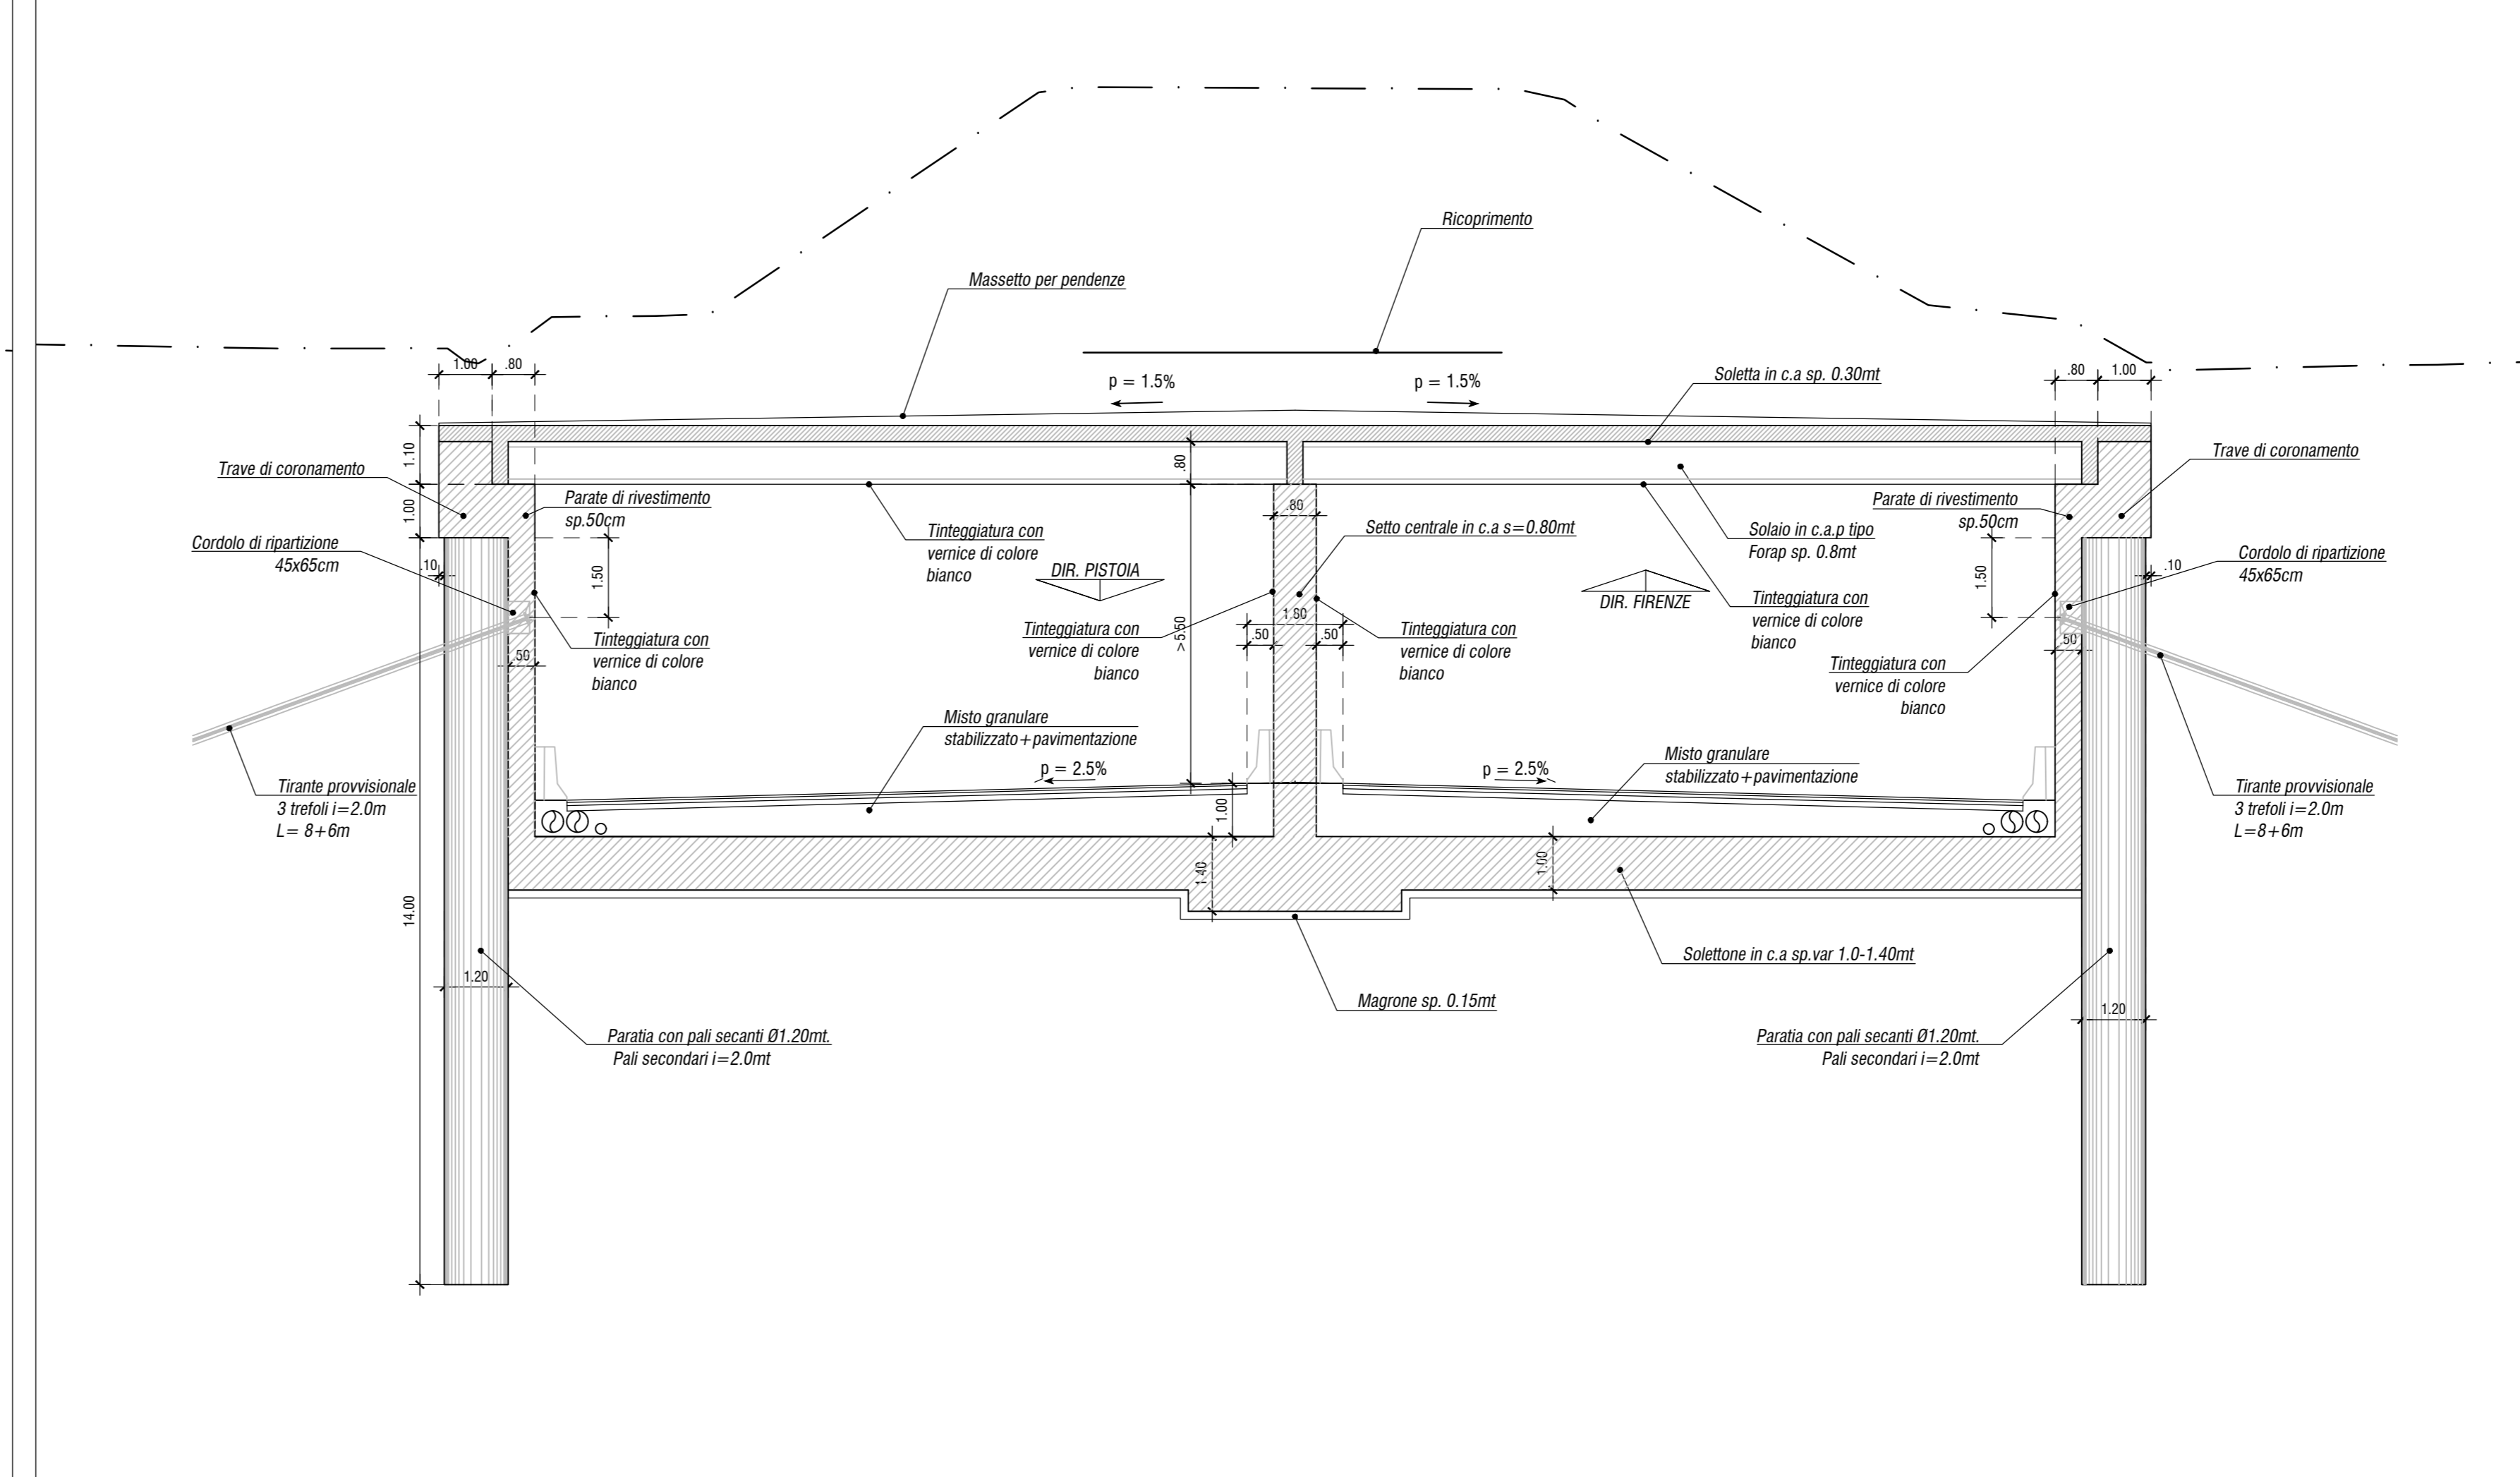 Ricoprimento
Massetto per pendenze
1.00
.80
p = 1.5%
p = 1.5%
Soletta in c.a sp. 0.30mt
.80
1.00
1.10
.80
Trave di coronamento
Trave di coronamento
Parate di rivestimento
sp.50cm
1.00
.80
Parate di rivestimento
sp.50cm
Tinteggiatura con
vernice di colore
bianco
Setto centrale in c.a s=0.80mt
Solaio in c.a.p tipo
Forap sp. 0.8mt
Cordolo di ripartizione
45x65cm
Cordolo di ripartizione
45x65cm
.10
1.50
DIR. PISTOIA
DIR. FIRENZE
1.50
.10
Tinteggiatura con
vernice di colore
bianco
1.80
>5.50
.50
.50
Tinteggiatura con
vernice di colore
bianco
Tinteggiatura con
vernice di colore
bianco
Tinteggiatura con
vernice di colore
bianco
.50
.50
Tinteggiatura con
vernice di colore
bianco
Misto granulare
stabilizzato+pavimentazione
Misto granulare
stabilizzato+pavimentazione
p = 2.5%
p = 2.5%
Tirante provvisionale
3 trefoli i=2.0m
L= 8+6m
Tirante provvisionale
3 trefoli i=2.0m
L=8+6m
1.00
1.40
1.00
14.00
Solettone in c.a sp.var 1.0-1.40mt
1.20
Magrone sp. 0.15mt
1.20
Paratia con pali secanti Ø1.20mt.
Pali secondari i=2.0mt
Paratia con pali secanti Ø1.20mt.
Pali secondari i=2.0mt